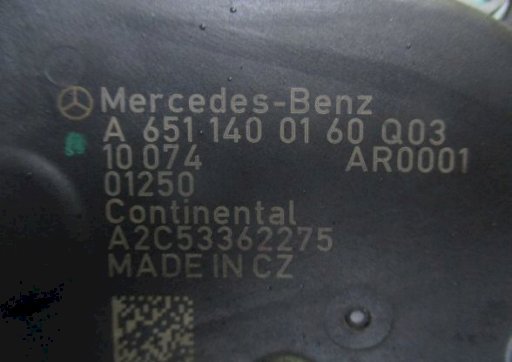 Mercedes-Benz
A 651 140 01 60 Q03
10 074 AR0001
01250
Continental
A2C53362275
MADE IN CZ